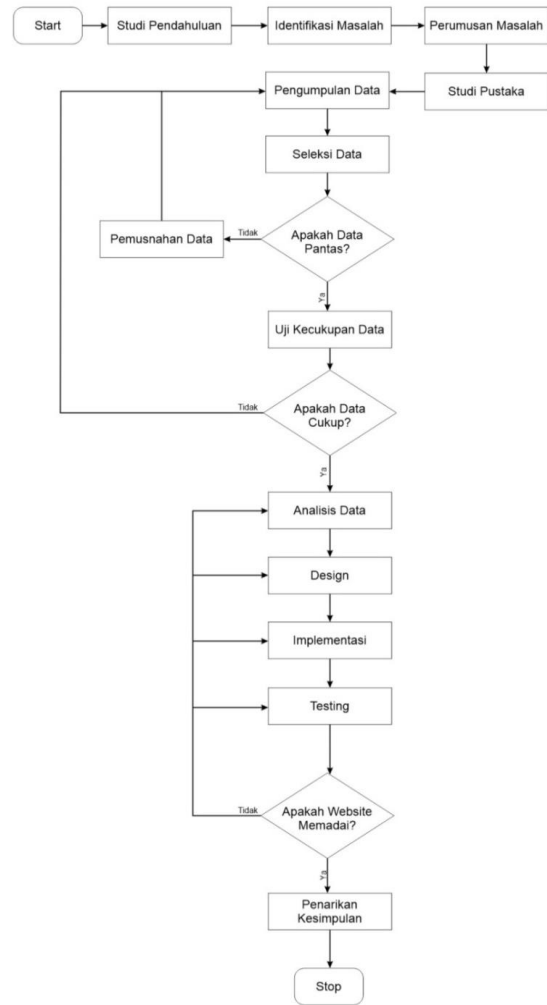 Start
Studi Pendahuluan
Identifikasi Masalah
Perumusan Masalah
Studi Pustaka
Pengumpulan Data
Seleksi Data
Apakah Data
Pantas?
Tidak
Pemusnahan Data
Ya
Uji Kecukupan Data
Apakah Data
Cukup?
Tidak
Ya
Analisis Data
Design
Implementasi
Testing
Apakah Website
Memadai?
Tidak
Ya
Penarikan
Kesimpulan
Stop